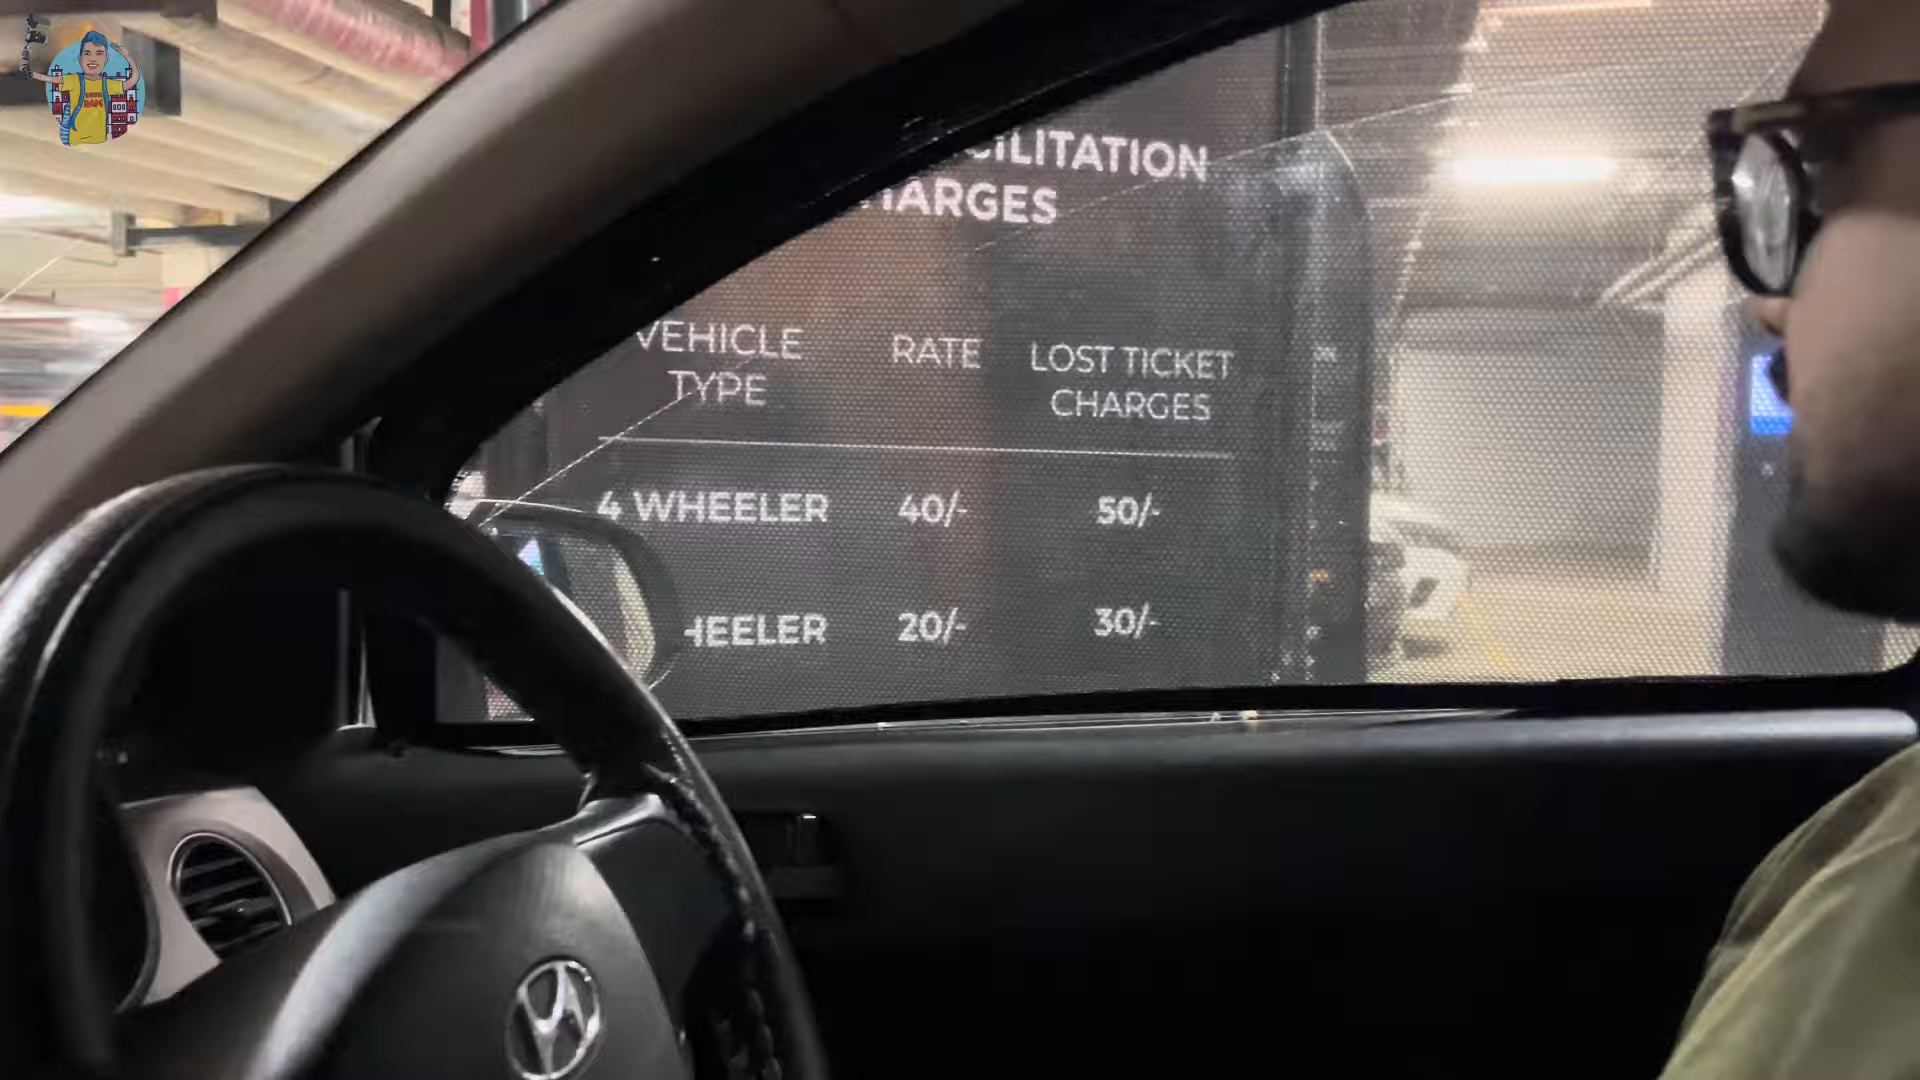 CILITATION
HARGES
VEHICLE RATE LOST TICKET
TYPE CHARGES
4 WHEELER 40/- 50/-
HEELER 20/- 30/-